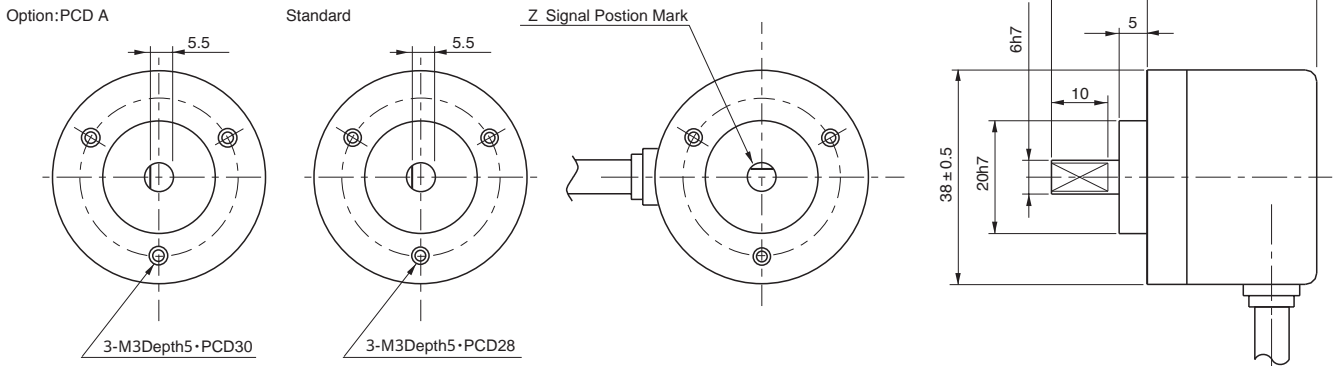 Option:PCD A
Standard
Z Signal Postion Mark
5.5
5.5
3-M3Depth5・PCD30
3-M3Depth5・PCD28
6h7
5
10
20h7
38±0.5